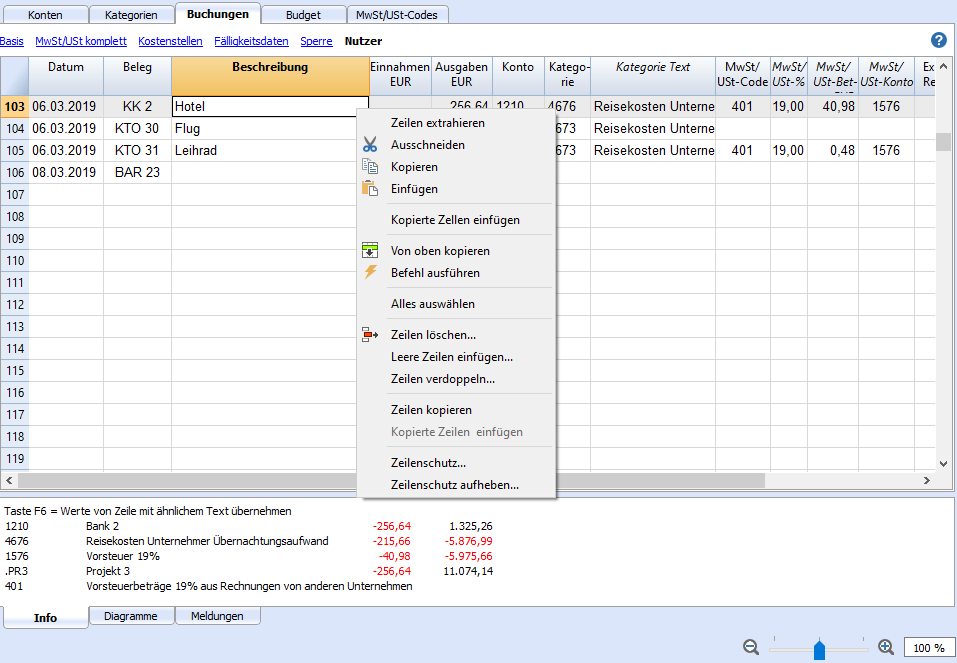 Konten Kategorien Buchungen Budget MwSt/USt-Codes
Basis MwSt/USt komplett Kostenstellen Fälligkeitsdaten Sperre Nutzer ?
Datum Beleg Beschreibung Einnahmen EUR Ausgaben EUR Konto Katego-rie Kategorie Text MwSt/ USt-Code MwSt/ USt-% MwSt/ USt-Bet- MwSt/ USt-Konto Ex Re
103 06.03.2019 KK 2 Hotel 256,64 1210 4676 Reisekosten Unterne 401 19,00 40,98 1576
104 06.03.2019 KTO 30 Flug 673 Reisekosten Unterne
105 06.03.2019 KTO 31 Leihrad 673 Reisekosten Unterne 401 19,00 0,48 1576
106 08.03.2019 BAR 23
107
108
109
110
111
112
113
114
115
116
117
118
119
Zeilen extrahieren
Ausschneiden
Kopieren
Einfügen
Kopierte Zellen einfügen
Von oben kopieren
Befehl ausführen
Alles auswählen
Zeilen löschen...
Leere Zeilen einfügen...
Zeilen verdoppeln...
Zeilen kopieren
Kopierte Zeilen einfügen
Zeilenschutz...
Zeilenschutz aufheben...
Taste F6 = Werte von Zeile mit ähnlichem Text übernehmen
1210 Bank 2 -256,64 1.325,26
4676 Reisekosten Unternehmer Übernachtungsaufwand -215,66 -5.876,99
1576 Vorsteuer 19% -40,98 -5.975,66
.PR3 Projekt 3 -256,64 11.074,14
401 Vorsteuerbeträge 19% aus Rechnungen von anderen Unternehmen
Info Diagramme Meldungen
100 %